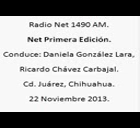 Radio Net 1490 AM.
Net Primera Edición.
Conduce: Daniela González Lara,
Ricardo Chávez Carbajal.
Cd. Juárez, Chihuahua.
22 Noviembre 2013.